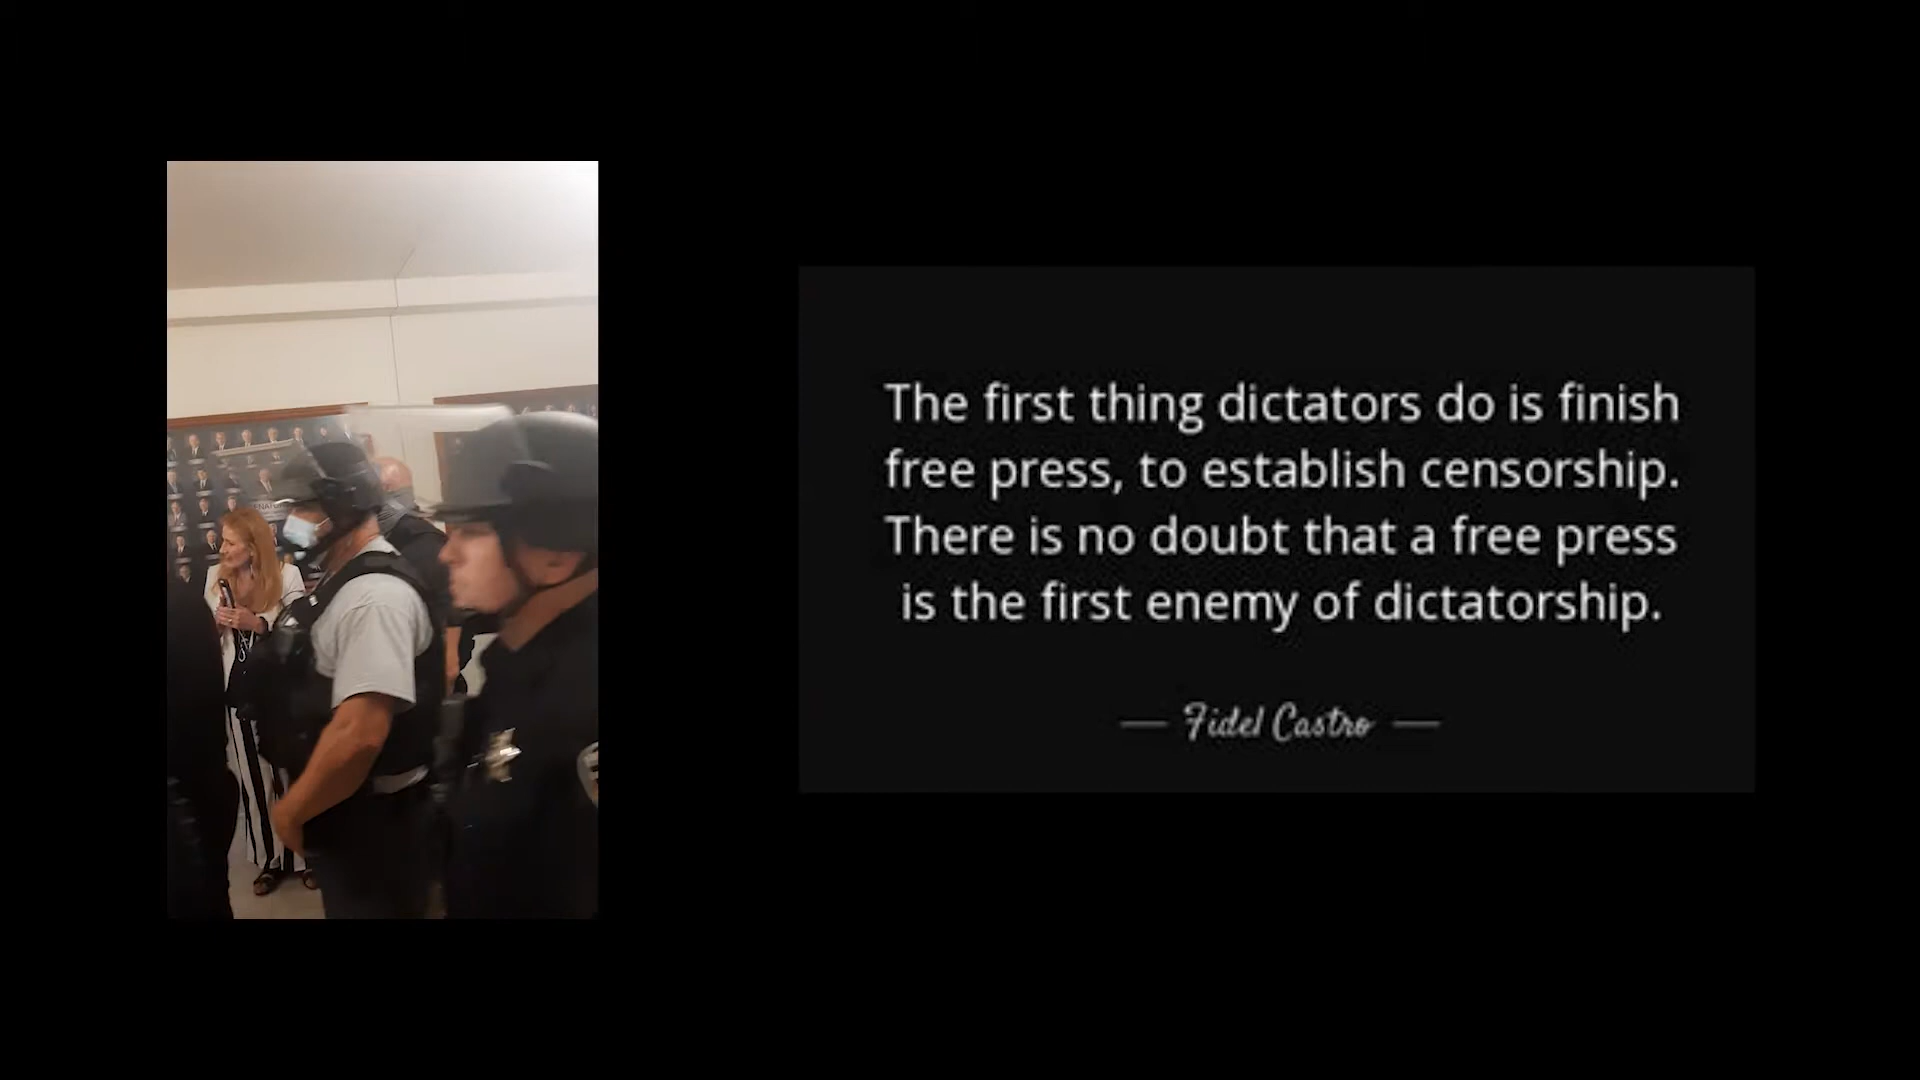 The first thing dictators do is finish
free press, to establish censorship.
There is no doubt that a free press
is the first enemy of dictatorship.
— Fidel Castro —